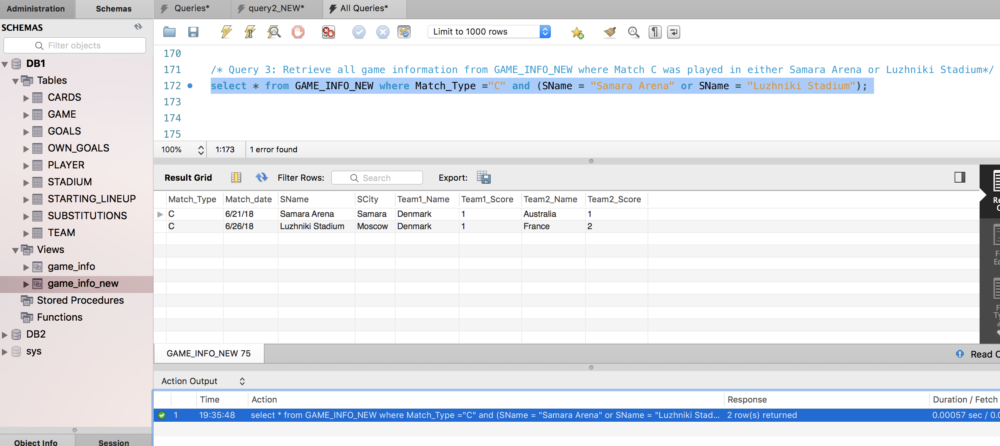 Administration Schemas Queries* query2_NEW* All Queries*
SCHEMAS
Filter objects
Limit to 1000 rows
DB1
Tables
CARDS
GAME
GOALS
OWN_GOALS
PLAYER
STADIUM
STARTING_LINEUP
SUBSTITUTIONS
TEAM
Views
game_info
game_info_new
Stored Procedures
Functions
DB2
sys
Object Info Session
170
171 /* Query 3: Retrieve all game information from GAME_INFO_NEW where Match C was played in either Samara Arena or Luzhniki Stadium*/
172 select * from GAME_INFO_NEW where Match_Type ="C" and (SName = "Samara Arena" or SName = "Luzhniki Stadium");
173
174
175
100% 1:173 1 error found
Result Grid Filter Rows: Search Export:
Match_Type Match_date SName SCity Team1_Name Team1_Score Team2_Name Team2_Score
C 6/21/18 Samara Arena Samara Denmark 1 Australia 1
C 6/26/18 Luzhniki Stadium Moscow Denmark 1 France 2
GAME_INFO_NEW 75 Read
Action Output
Time Action Response Duration / Fetch
1 19:35:48 select * from GAME_INFO_NEW where Match_Type ="C" and (SName = "Samara Arena" or SName = "Luzhniki Stad... 2 row(s) returned 0.00057 sec /